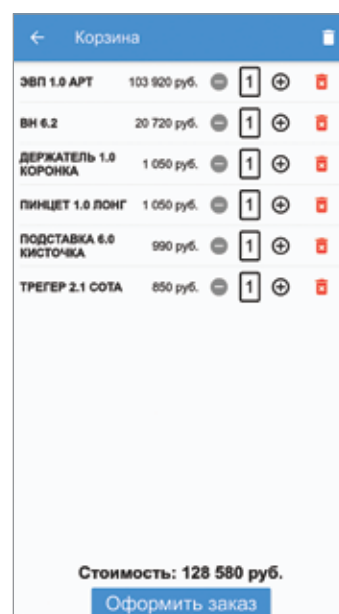 Корзина
ЭВП 1.0 АРТ 103 920 руб. 1
ВН 6.2 20 720 руб. 1
ДЕРЖАТЕЛЬ 1.0
КОРОНКА 1 050 руб. 1
ПИНЦЕТ 1.0 ЛОНГ 1 050 руб. 1
ПОДСТАВКА 6.0
КИСТОЧКА 990 руб. 1
ТРЕГЕР 2.1 СОТА 850 руб. 1
Стоимость: 128 580 руб.
Оформить заказ